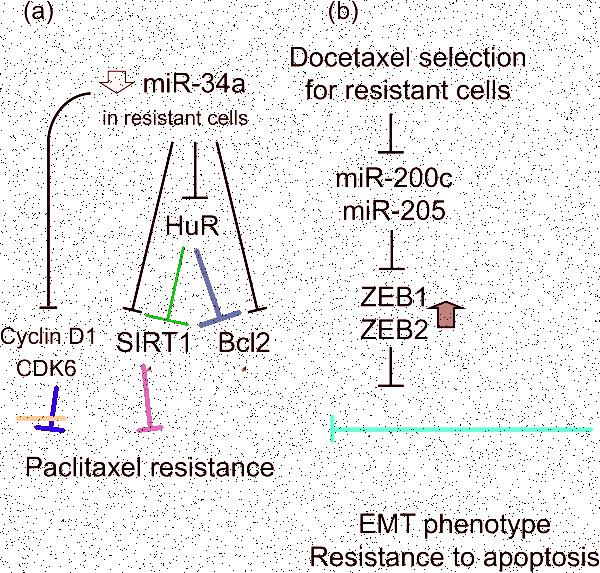 (a)
miR-34a
in resistant cells
HuR
Cyclin D1
CDK6
SIRT1
Bcl2
Paclitaxel resistance
(b)
Docetaxel selection
for resistant cells
miR-200c
miR-205
ZEB1
ZEB2
EMT phenotype
Resistance to apoptosis